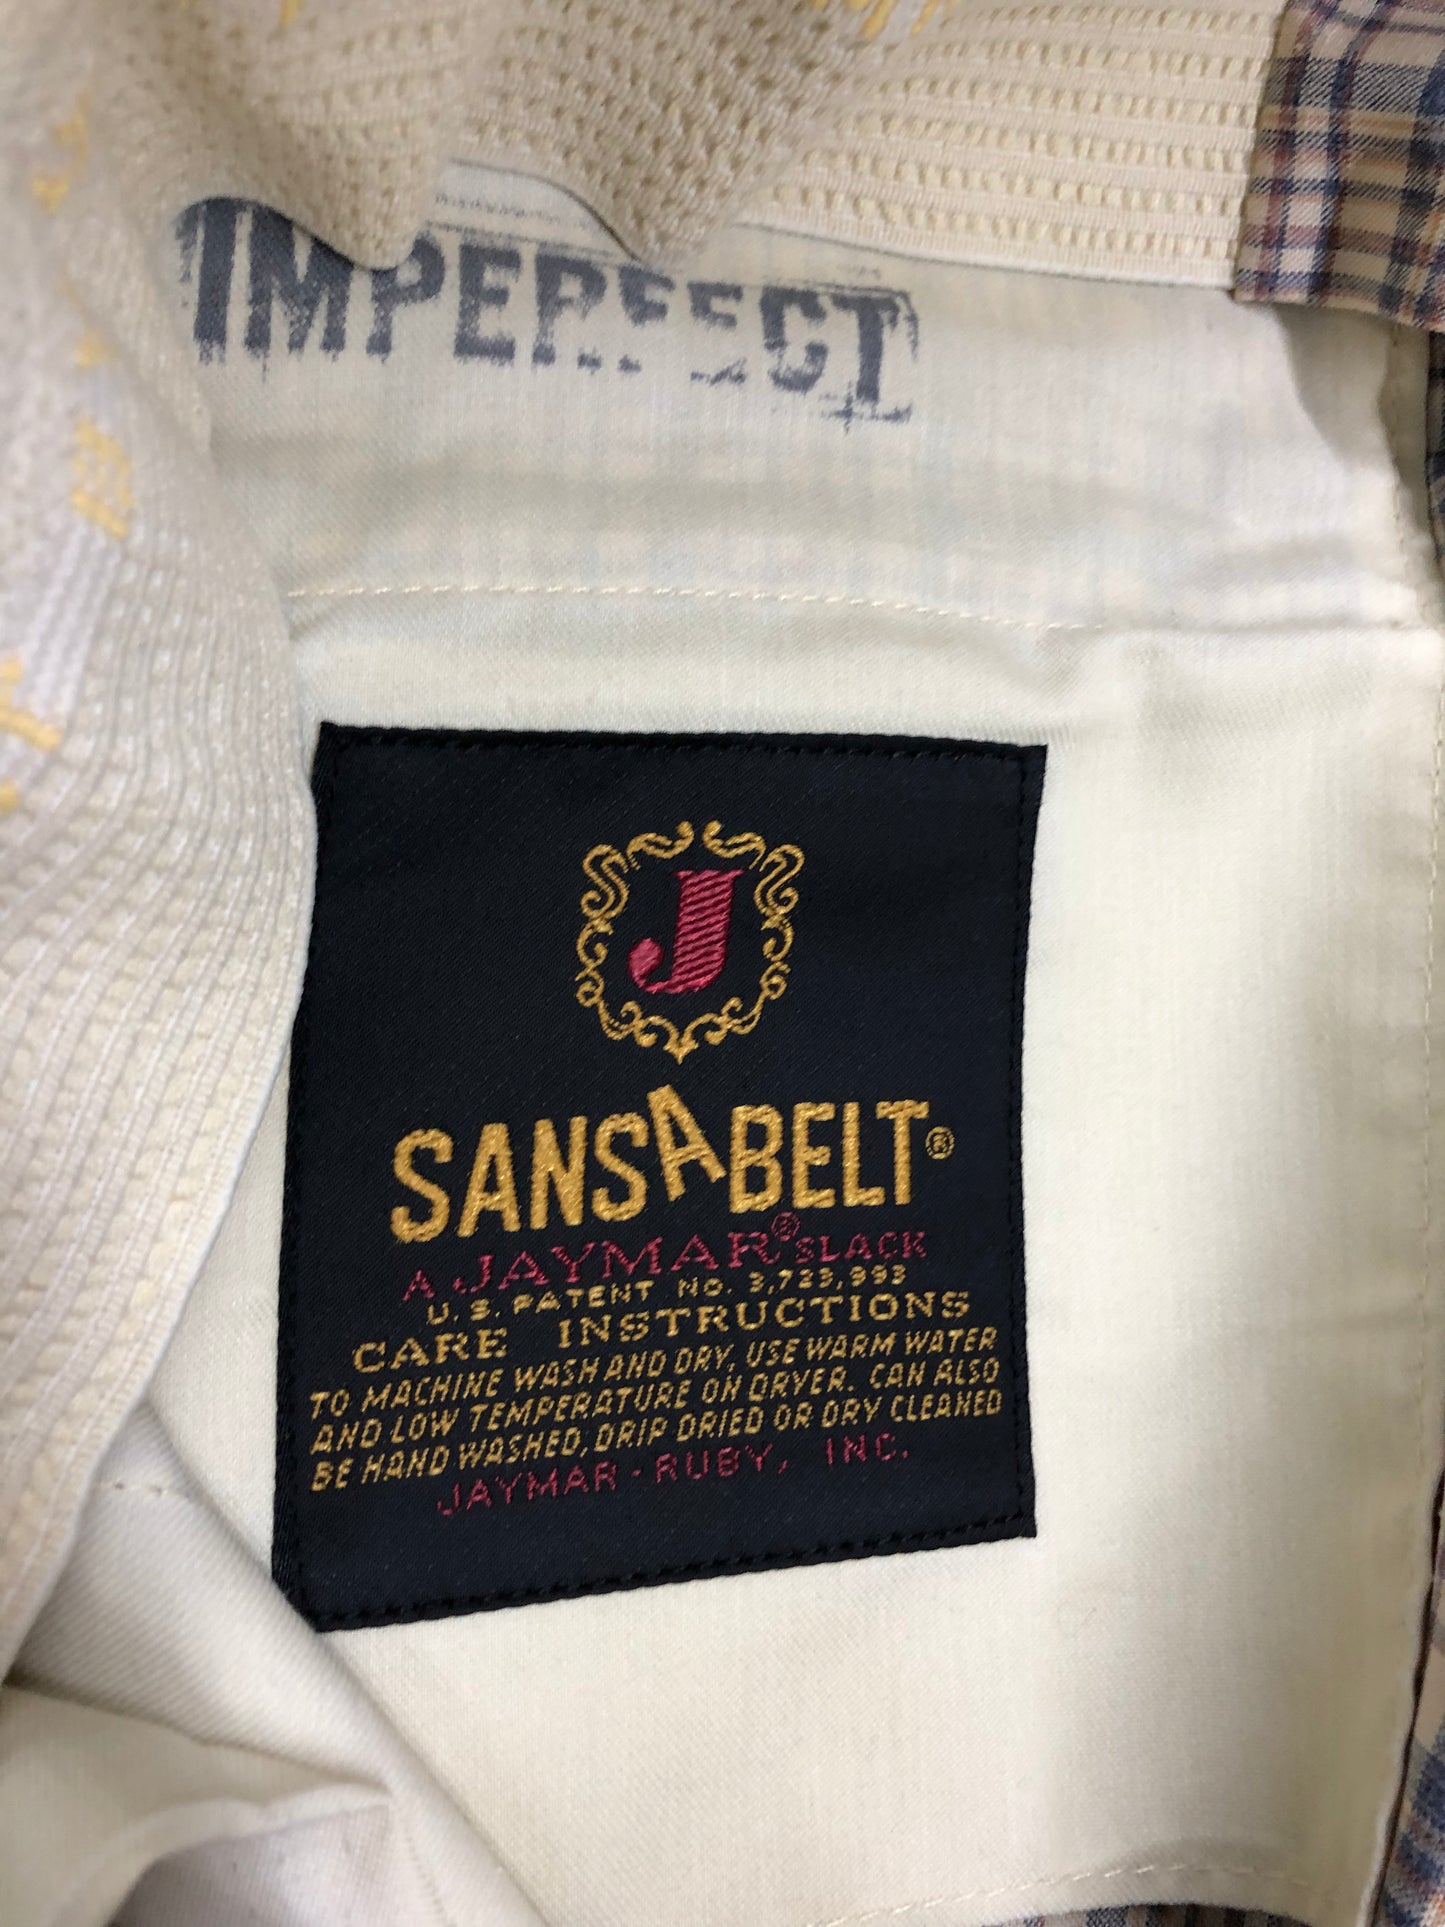 IMPERFECT
J
SANSABELT®
A JAYMAR® SLACK
U.S. PATENT NO. 3,723,993
CARE INSTRUCTIONS
TO MACHINE WASH AND DRY, USE WARM WATER
AND LOW TEMPERATURE ON DRYER. CAN ALSO
BE HAND WASHED, DRIP DRIED OR DRY CLEANED
JAYMAR-RUBY, INC.